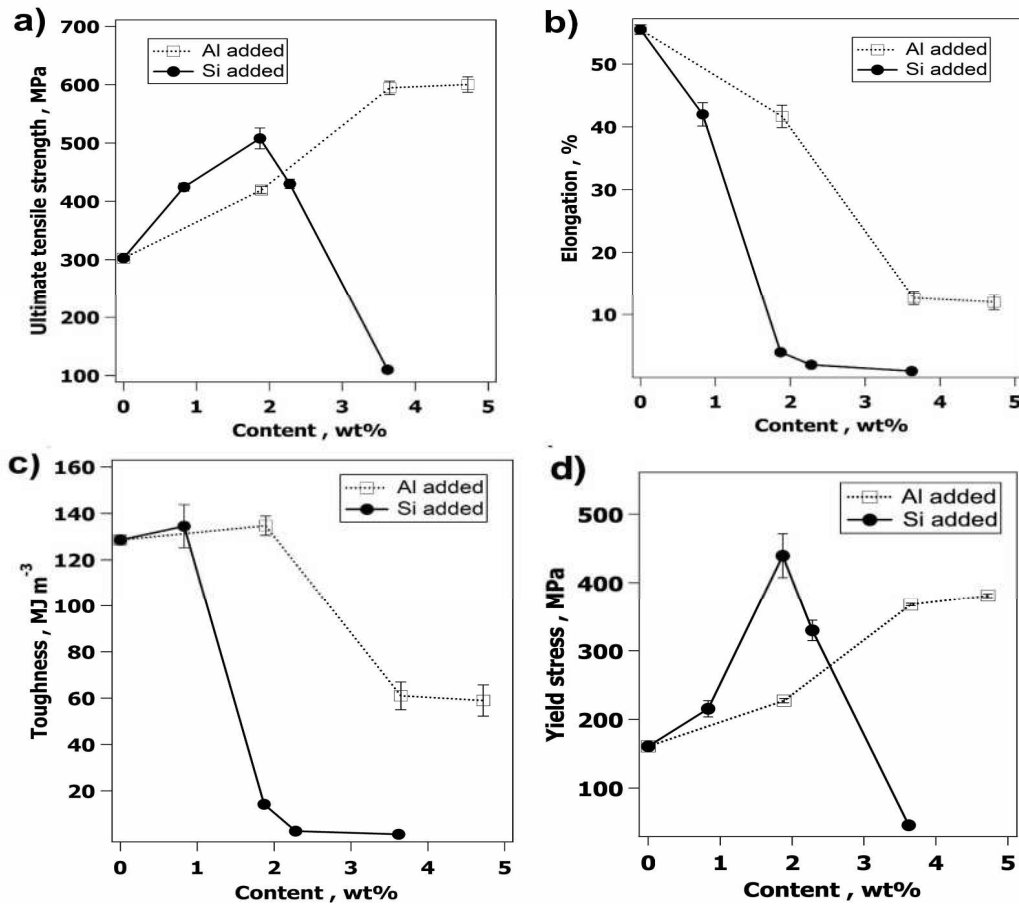 a)
Ultimate tensile strength , MPa
700
600
500
400
300
200
100
Al added
Si added
0 1 2 3 4 5
Content , wt%
b)
Elongation , %
50
40
30
20
10
Al added
Si added
0 1 2 3 4 5
Content , wt%
c)
Toughness , MJ m⁻³
160
140
120
100
80
60
40
20
Al added
Si added
0 1 2 3 4 5
Content , wt%
d)
Yield stress , MPa
500
400
300
200
100
Al added
Si added
0 1 2 3 4 5
Content , wt%